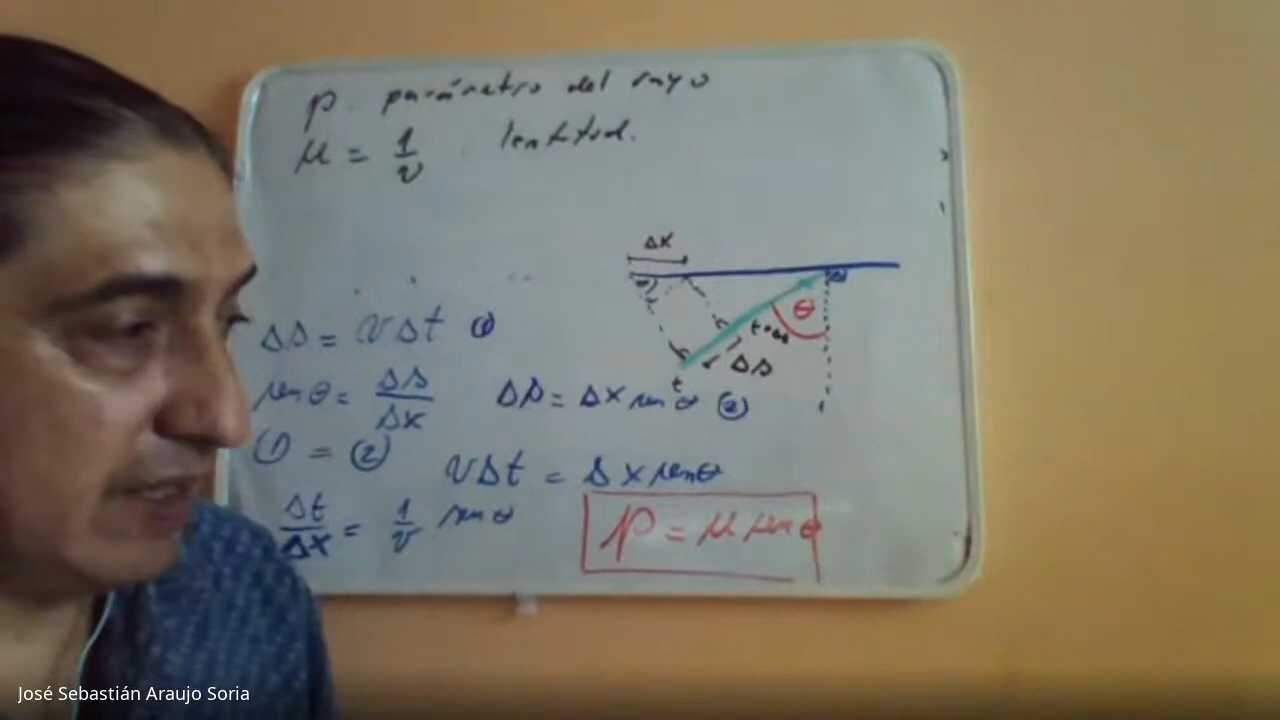 p. parámetro del rayo
μ = 1/v lentitud.
Δx
θ
θ
θ
t+Δt
Δs
t
Δs = vΔt ①
sen θ = Δs/Δx Δs = Δx sen θ ②
① = ② vΔt = Δx sen θ
Δt/Δx = 1/v sen θ p = μ sen θ
José Sebastián Araujo Soria